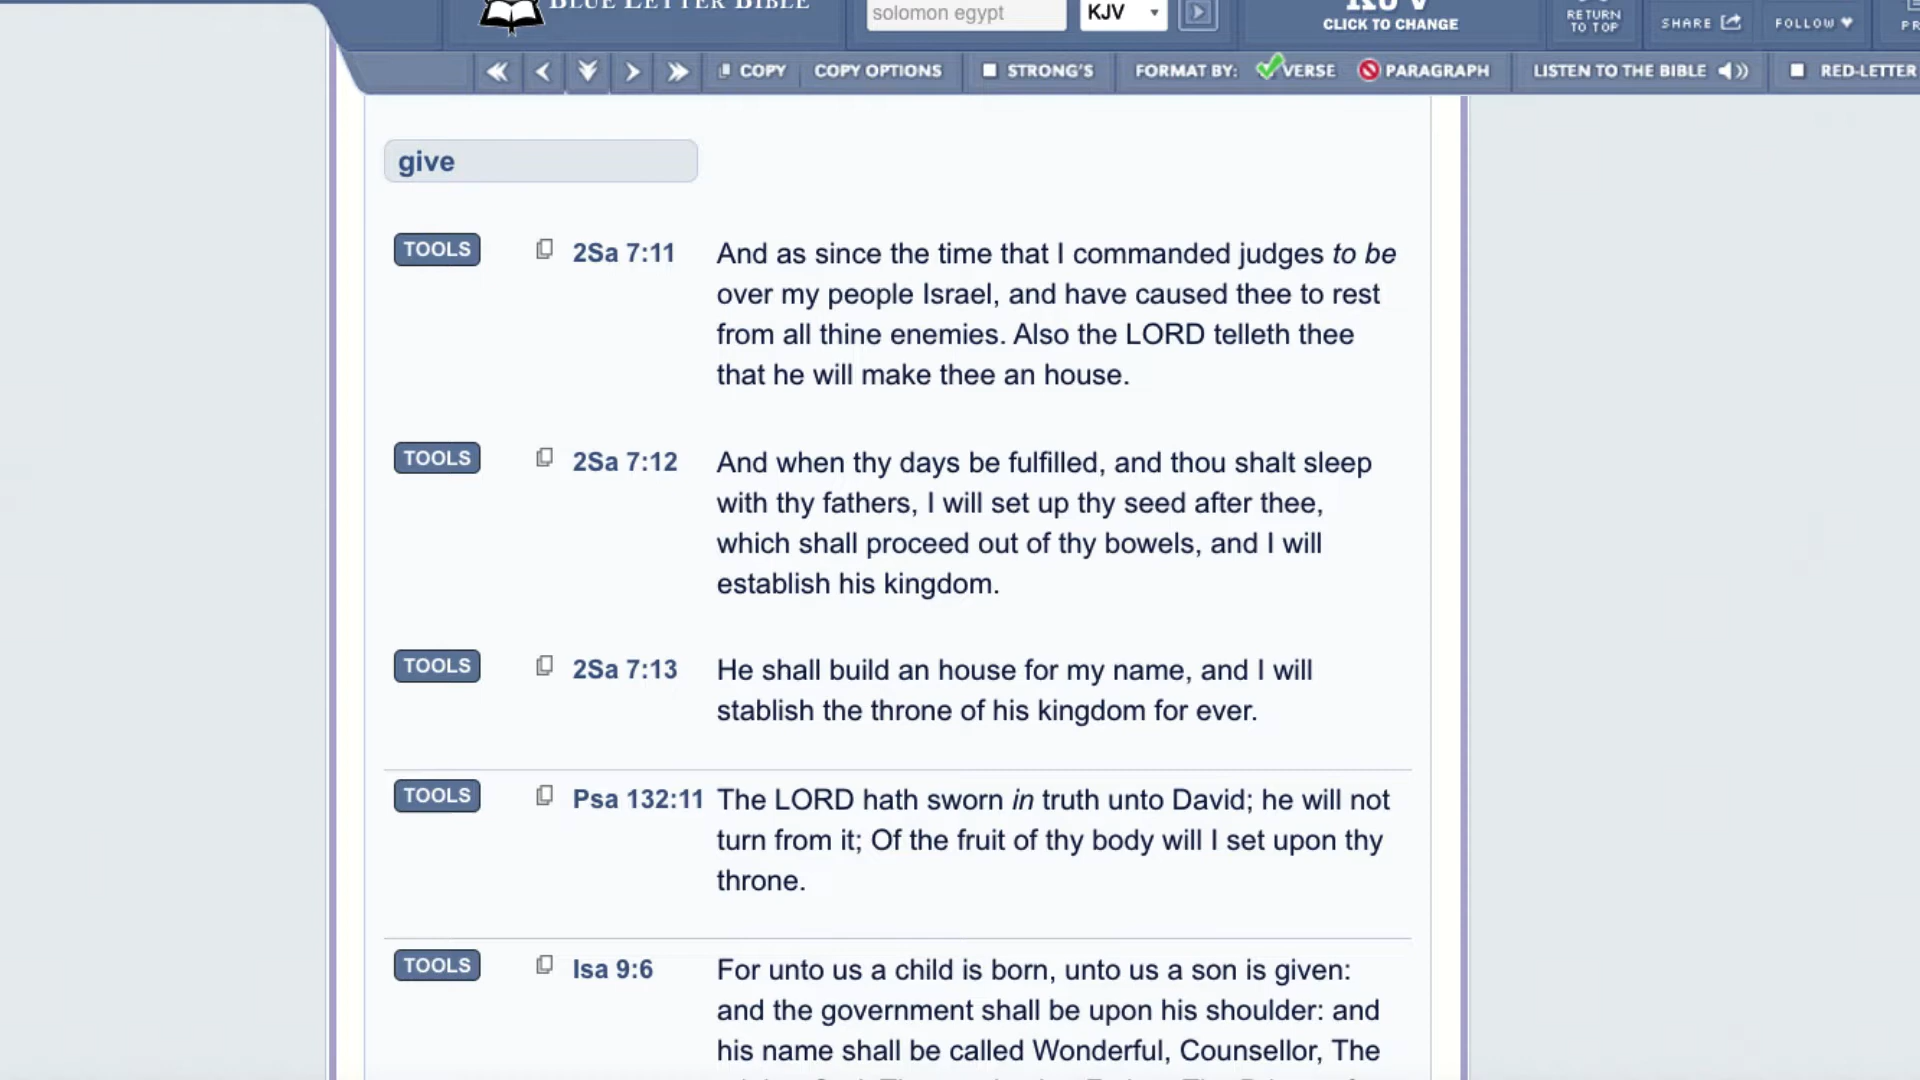 BLUE LETTER BIBLE
solomon egypt
KJV
CLICK TO CHANGE
RETURN
TO TOP
SHARE
FOLLOW
COPY
COPY OPTIONS
STRONG'S
FORMAT BY:
VERSE
PARAGRAPH
LISTEN TO THE BIBLE
RED-LETTER
give
TOOLS
2Sa 7:11
And as since the time that I commanded judges to be
over my people Israel, and have caused thee to rest
from all thine enemies. Also the LORD telleth thee
that he will make thee an house.
TOOLS
2Sa 7:12
And when thy days be fulfilled, and thou shalt sleep
with thy fathers, I will set up thy seed after thee,
which shall proceed out of thy bowels, and I will
establish his kingdom.
TOOLS
2Sa 7:13
He shall build an house for my name, and I will
stablish the throne of his kingdom for ever.
TOOLS
Psa 132:11
The LORD hath sworn in truth unto David; he will not
turn from it; Of the fruit of thy body will I set upon thy
throne.
TOOLS
Isa 9:6
For unto us a child is born, unto us a son is given:
and the government shall be upon his shoulder: and
his name shall be called Wonderful, Counsellor, The